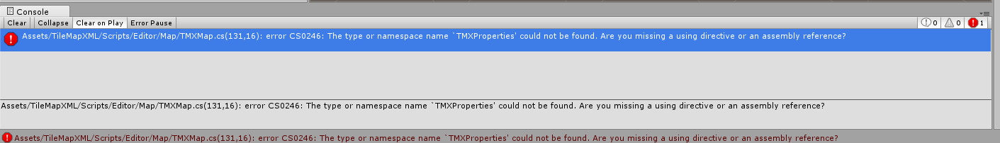 Console
Clear Collapse Clear on Play Error Pause 0 0 1
Assets/TileMapXML/Scripts/Editor/Map/TMXMap.cs(131,16): error CS0246: The type or namespace name `TMXProperties' could not be found. Are you missing a using directive or an assembly reference?
Assets/TileMapXML/Scripts/Editor/Map/TMXMap.cs(131,16): error CS0246: The type or namespace name `TMXProperties' could not be found. Are you missing a using directive or an assembly reference?
Assets/TileMapXML/Scripts/Editor/Map/TMXMap.cs(131,16): error CS0246: The type or namespace name `TMXProperties' could not be found. Are you missing a using directive or an assembly reference?